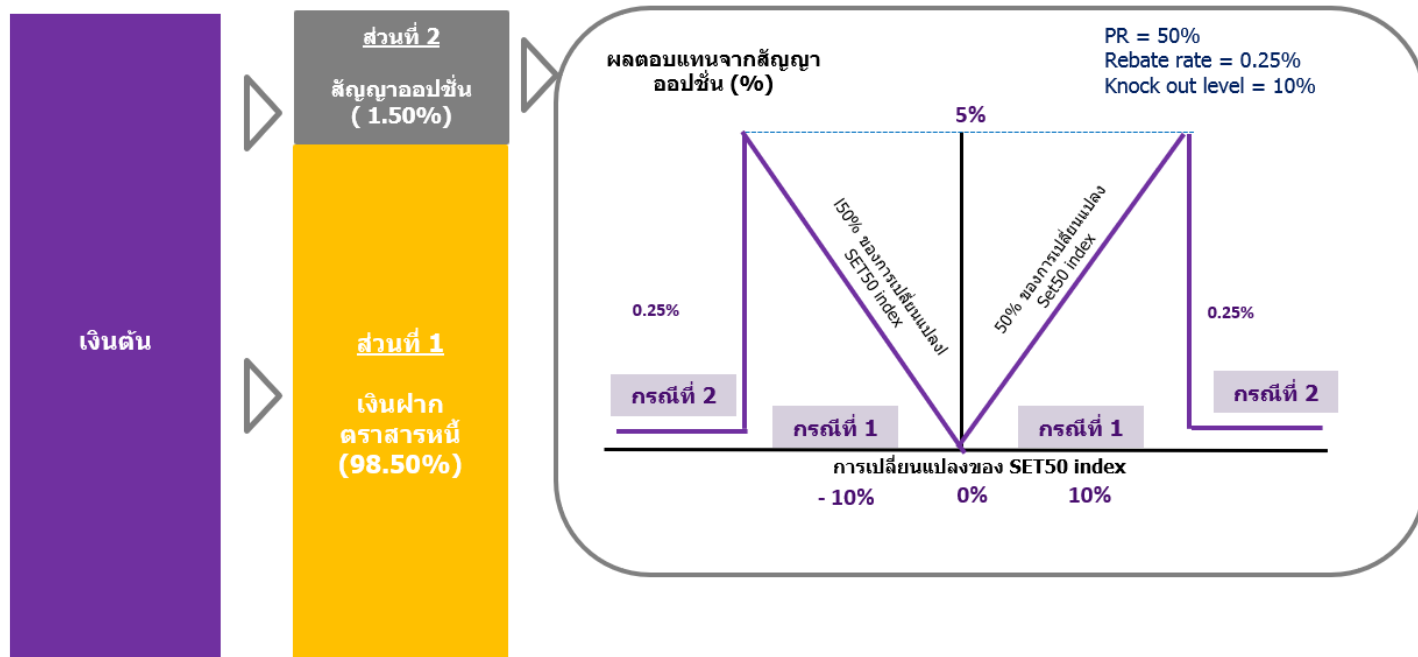 เงินต้น
ส่วนที่ 2
สัญญาออปชั่น
( 1.50%)
ส่วนที่ 1
เงินฝาก
ตราสารหนี้
(98.50%)
ผลตอบแทนจากสัญญา
ออปชั่น (%)
PR = 50%
Rebate rate = 0.25%
Knock out level = 10%
5%
|50% ของการเปลี่ยนแปลง|
SET50 index
50% ของการเปลี่ยนแปลง
Set50 index
0.25%
0.25%
กรณีที่ 2
กรณีที่ 1
กรณีที่ 1
กรณีที่ 2
การเปลี่ยนแปลงของ SET50 index
- 10%
0%
10%